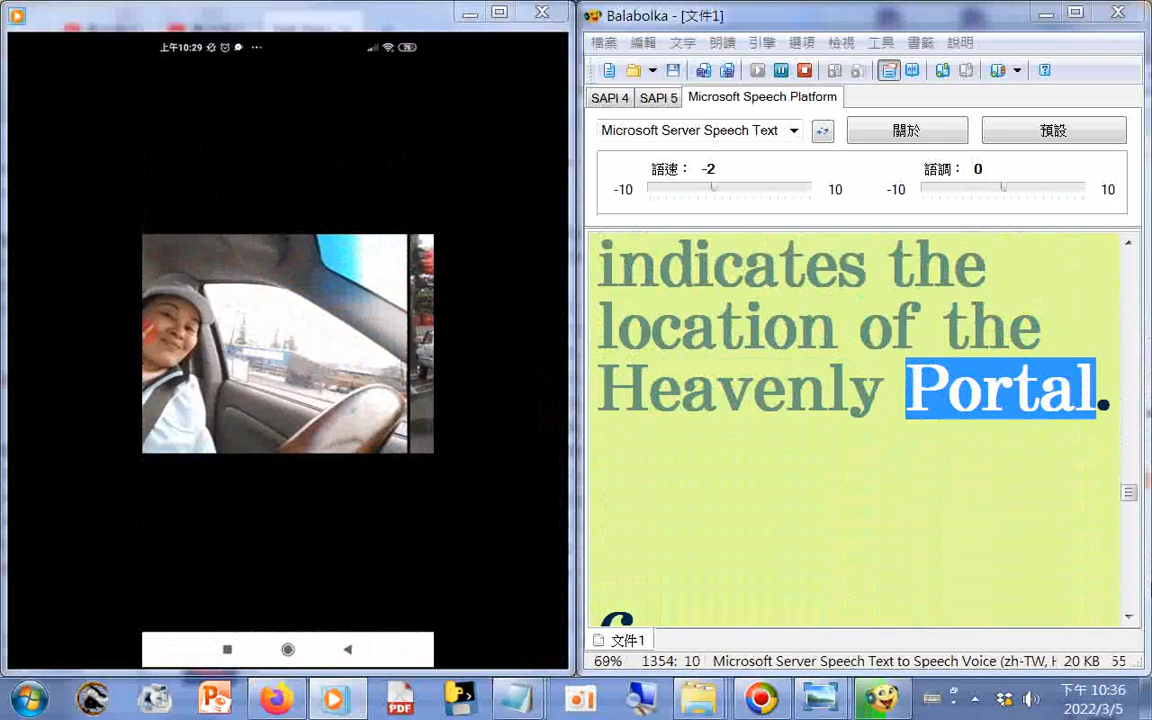 上午10:29
Balabolka - [文件1]
檔案 編輯 文字 朗讀 引擎 選項 檢視 工具 書籤 說明
SAPI 4 SAPI 5 Microsoft Speech Platform
Microsoft Server Speech Text 關於 預設
語速： -2 語調： 0
-10 10 -10 10
indicates the
location of the
Heavenly Portal.
文件1
69% 1354: 10 Microsoft Server Speech Text to Speech Voice (zh-TW, 20 KB 55
下午 10:36
2022/3/5